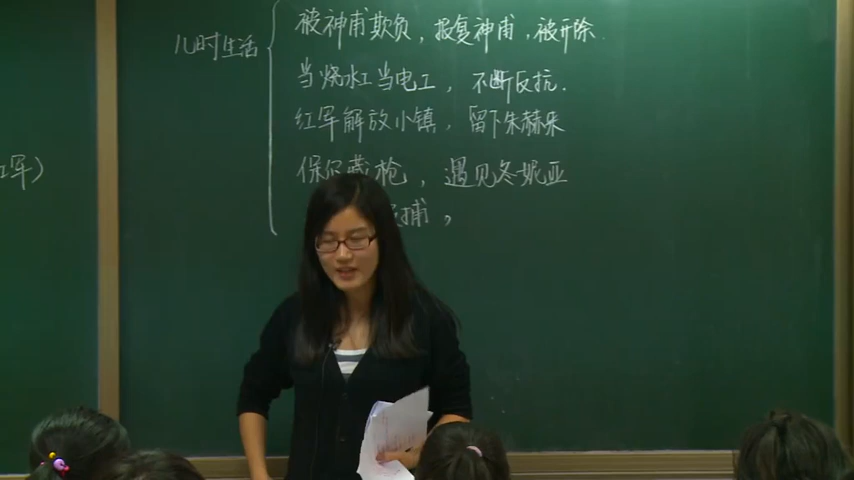 被神甫欺负，报复神甫，被开除.
儿时生活
当烧水工当电工，不断反抗.
红军解放小镇，留下朱赫来
保尔藏枪，遇见冬妮亚
红军）
捕，